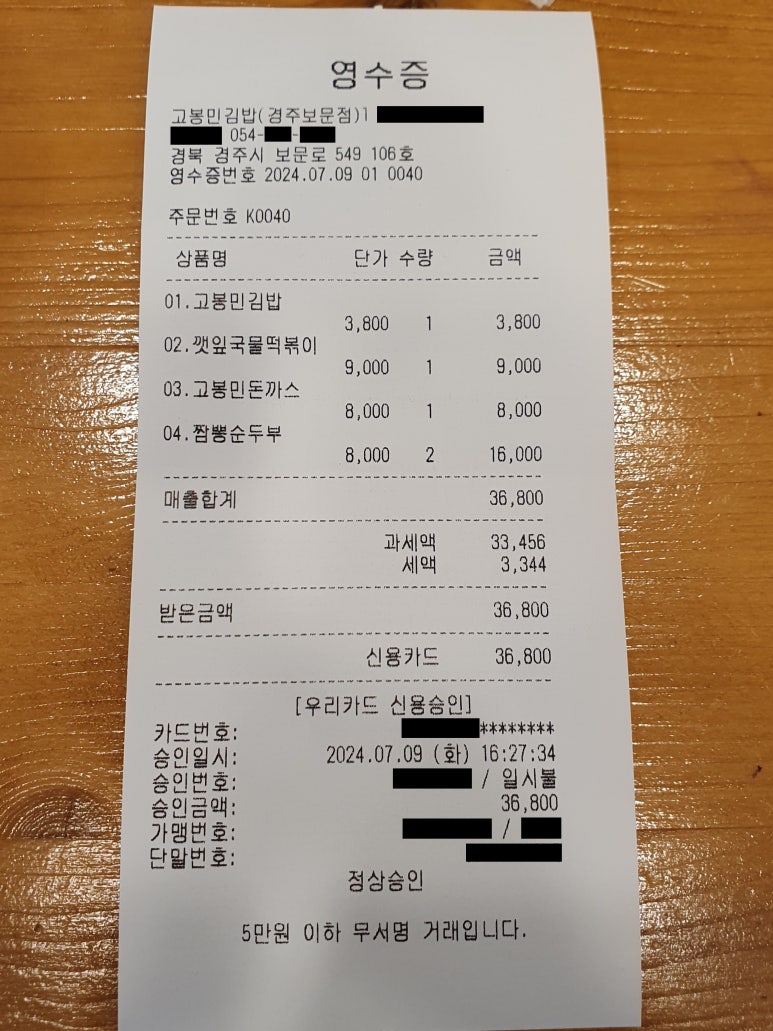 영수증
고봉민김밥(경주보문점)1
054- -
경북 경주시 보문로 549 106호
영수증번호 2024.07.09 01 0040
주문번호 K0040
상품명 단가 수량 금액
01.고봉민김밥
3,800 1 3,800
02.깻잎국물떡볶이
9,000 1 9,000
03.고봉민돈까스
8,000 1 8,000
04.짬뽕순두부
8,000 2 16,000
매출합계 36,800
과세액 33,456
세액 3,344
받은금액 36,800
신용카드 36,800
[우리카드 신용승인]
카드번호: ********
승인일시: 2024.07.09 (화) 16:27:34
승인번호: / 일시불
승인금액: 36,800
가맹번호: /
단말번호:
정상승인
5만원 이하 무서명 거래입니다.